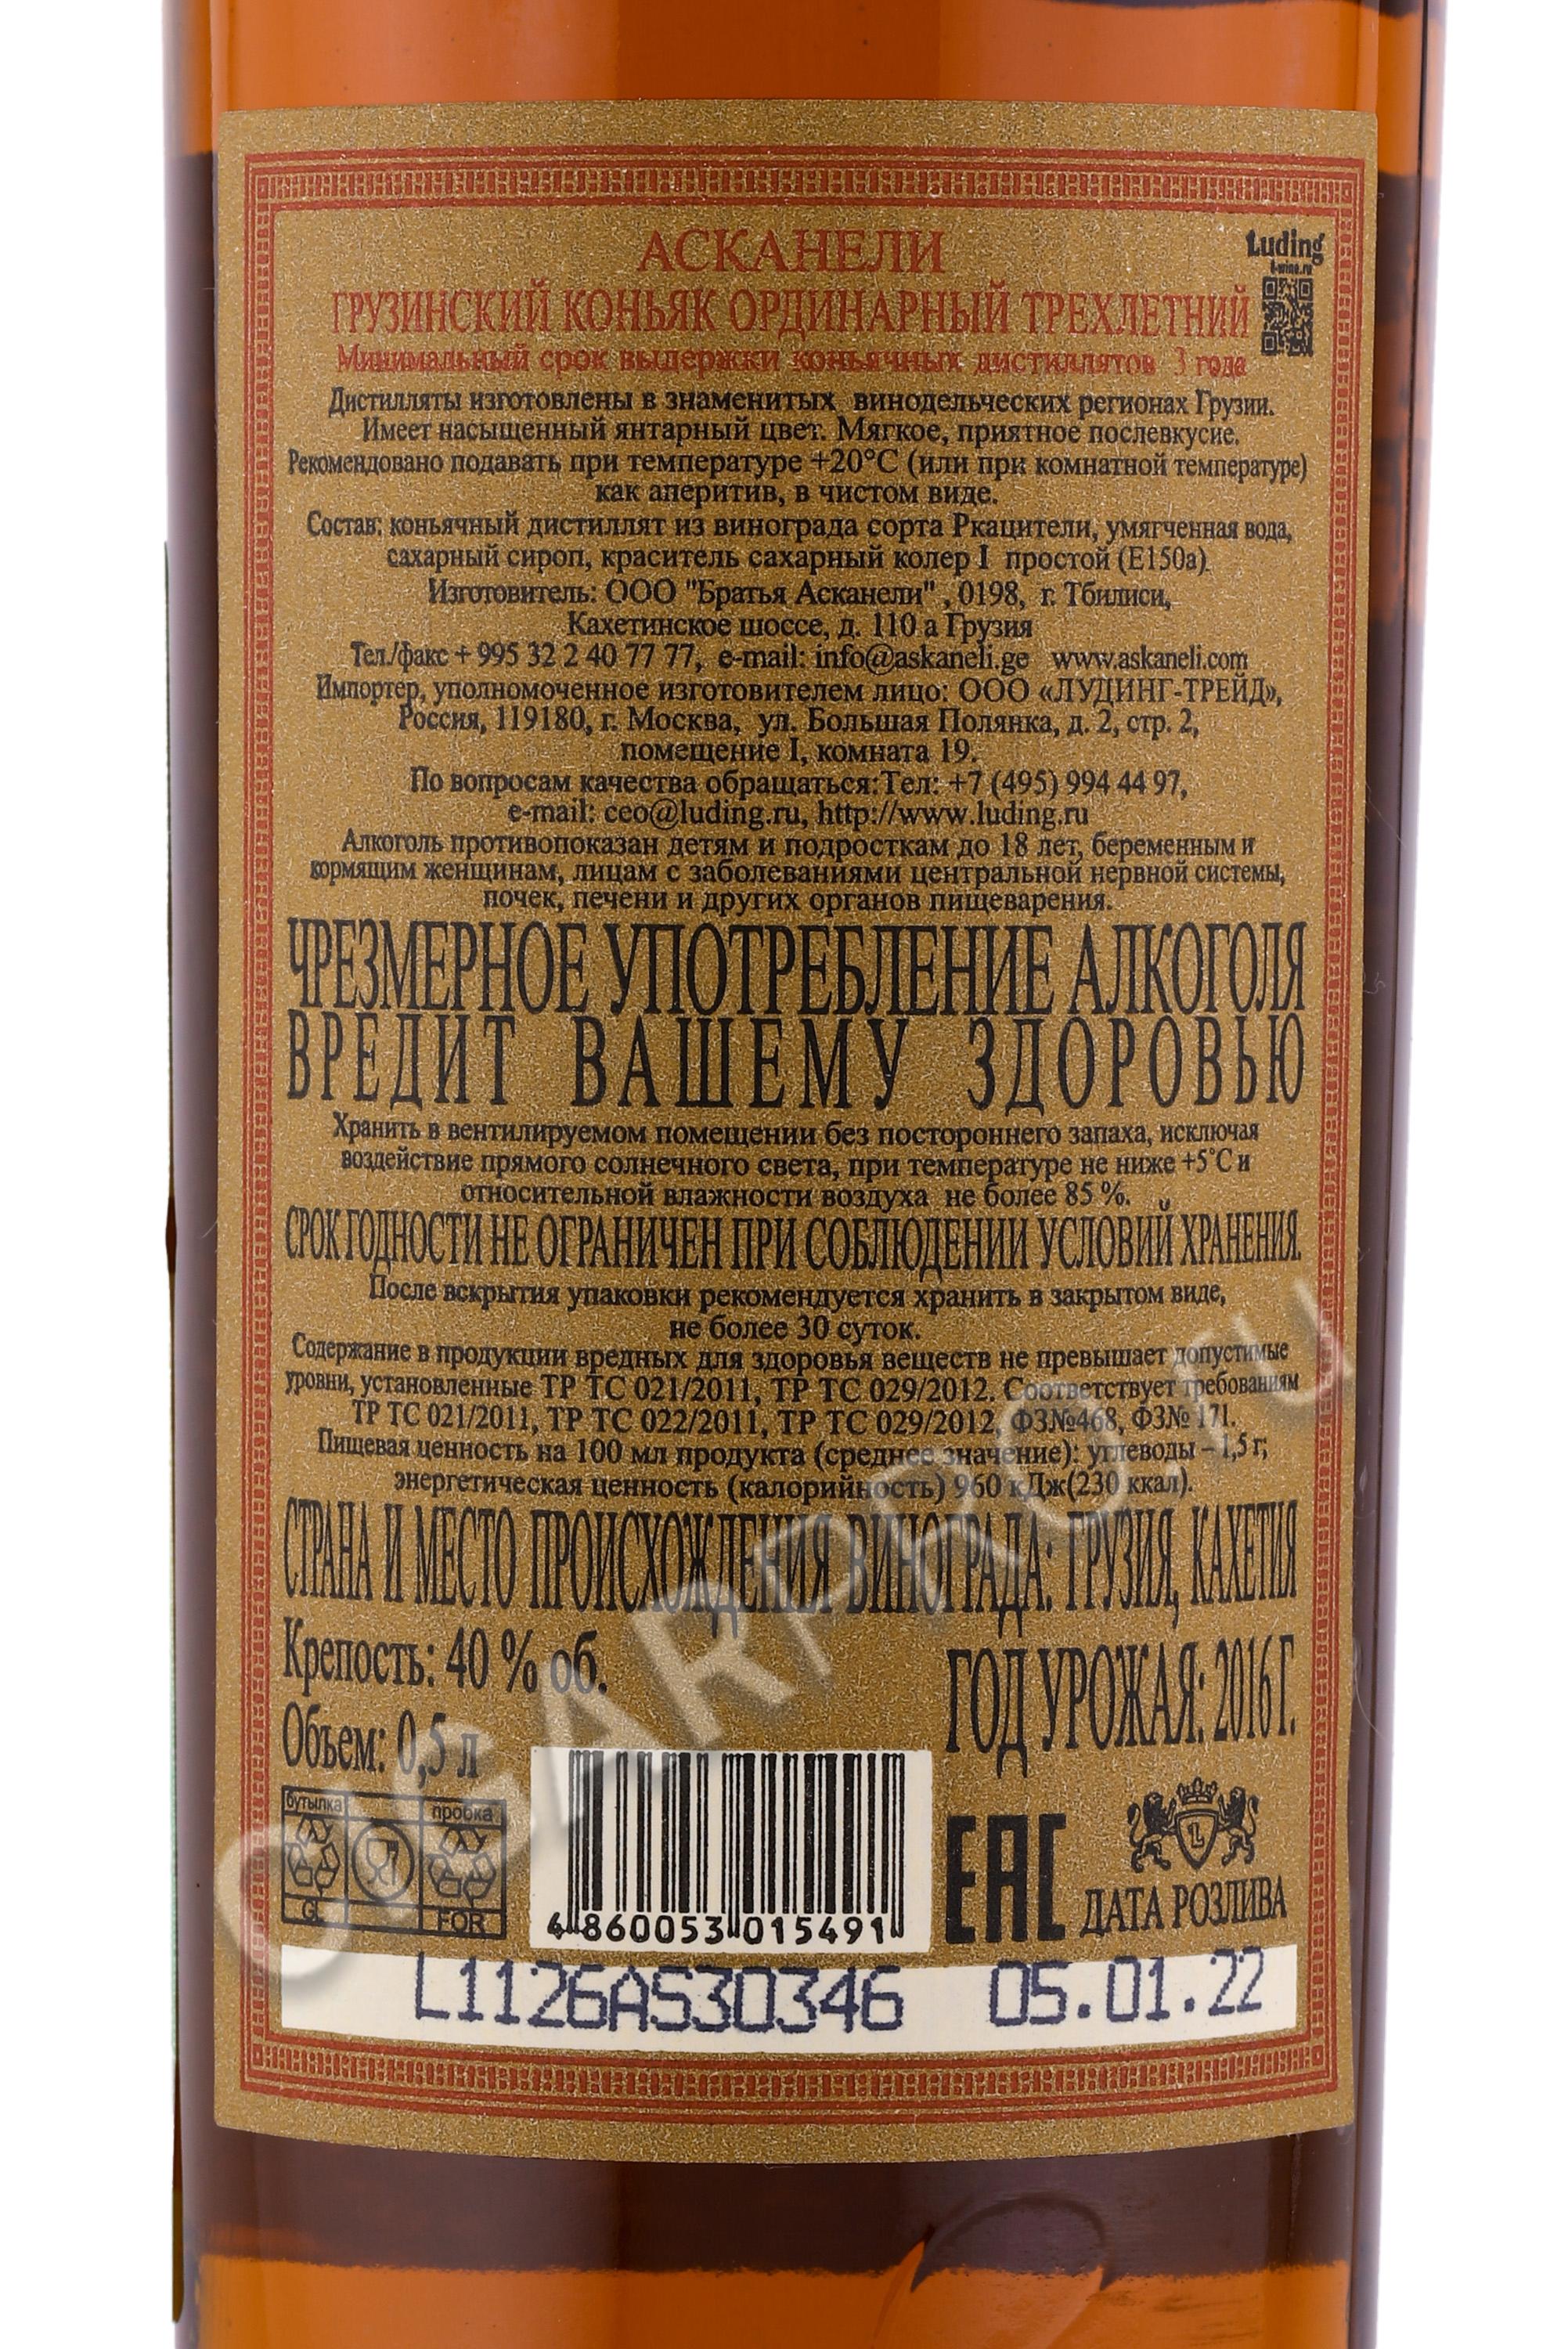 АСКАНЕЛИ
Luding
l-wine.ru
ГРУЗИНСКИЙ КОНЬЯК ОРДИНАРНЫЙ ТРЕХЛЕТНИЙ
Минимальный срок выдержки коньячных дистиллятов 3 года
Дистилляты изготовлены в знаменитых винодельческих регионах Грузии.
Имеет насыщенный янтарный цвет. Мягкое, приятное послевкусие.
Рекомендовано подавать при температуре +20°С (или при комнатной температуре)
как аперитив, в чистом виде.
Состав: коньячный дистиллят из винограда сорта Ркацители, умягченная вода,
сахарный сироп, краситель сахарный колер I простой (Е150а).
Изготовитель: ООО "Братья Асканели" , 0198, г. Тбилиси,
Кахетинское шоссе, д. 110 а Грузия
Тел./факс + 995 32 2 40 77 77, e-mail: info@askaneli.ge www.askaneli.com
Импортер, уполномоченное изготовителем лицо: ООО «ЛУДИНГ-ТРЕЙД»,
Россия, 119180, г. Москва, ул. Большая Полянка, д. 2, стр. 2,
помещение I, комната 19.
По вопросам качества обращаться:Тел: +7 (495) 994 44 97,
e-mail: ceo@luding.ru, http://www.luding.ru
Алкоголь противопоказан детям и подросткам до 18 лет, беременным и
кормящим женщинам, лицам с заболеваниями центральной нервной системы,
почек, печени и других органов пищеварения.
ЧРЕЗМЕРНОЕ УПОТРЕБЛЕНИЕ АЛКОГОЛЯ
ВРЕДИТ ВАШЕМУ ЗДОРОВЬЮ
Хранить в вентилируемом помещении без постороннего запаха, исключая
воздействие прямого солнечного света, при температуре не ниже +5°С и
относительной влажности воздуха не более 85 %.
СРОК ГОДНОСТИ НЕ ОГРАНИЧЕН ПРИ СОБЛЮДЕНИИ УСЛОВИЙ ХРАНЕНИЯ.
После вскрытия упаковки рекомендуется хранить в закрытом виде,
не более 30 суток.
Содержание в продукции вредных для здоровья веществ не превышает допустимые
уровни, установленные ТР ТС 021/2011, ТР ТС 029/2012. Соответствует требованиям
ТР ТС 021/2011, ТР ТС 022/2011, ТР ТС 029/2012, ФЗ№468, ФЗ№ 171.
Пищевая ценность на 100 мл продукта (среднее значение): углеводы – 1,5 г;
энергетическая ценность (калорийность) 960 кДж(230 ккал).
СТРАНА И МЕСТО ПРОИСХОЖДЕНИЯ ВИНОГРАДА: ГРУЗИЯ, КАХЕТИЯ
Крепость: 40 % об.
ГОД УРОЖАЯ: 2016 Г.
Объем: 0,5 л
бутылка
пробка
GL
FOR
4 860053 015491
EAC
L
ДАТА РОЗЛИВА
L1126AS30346 05.01.22
CIGARPRO.RU